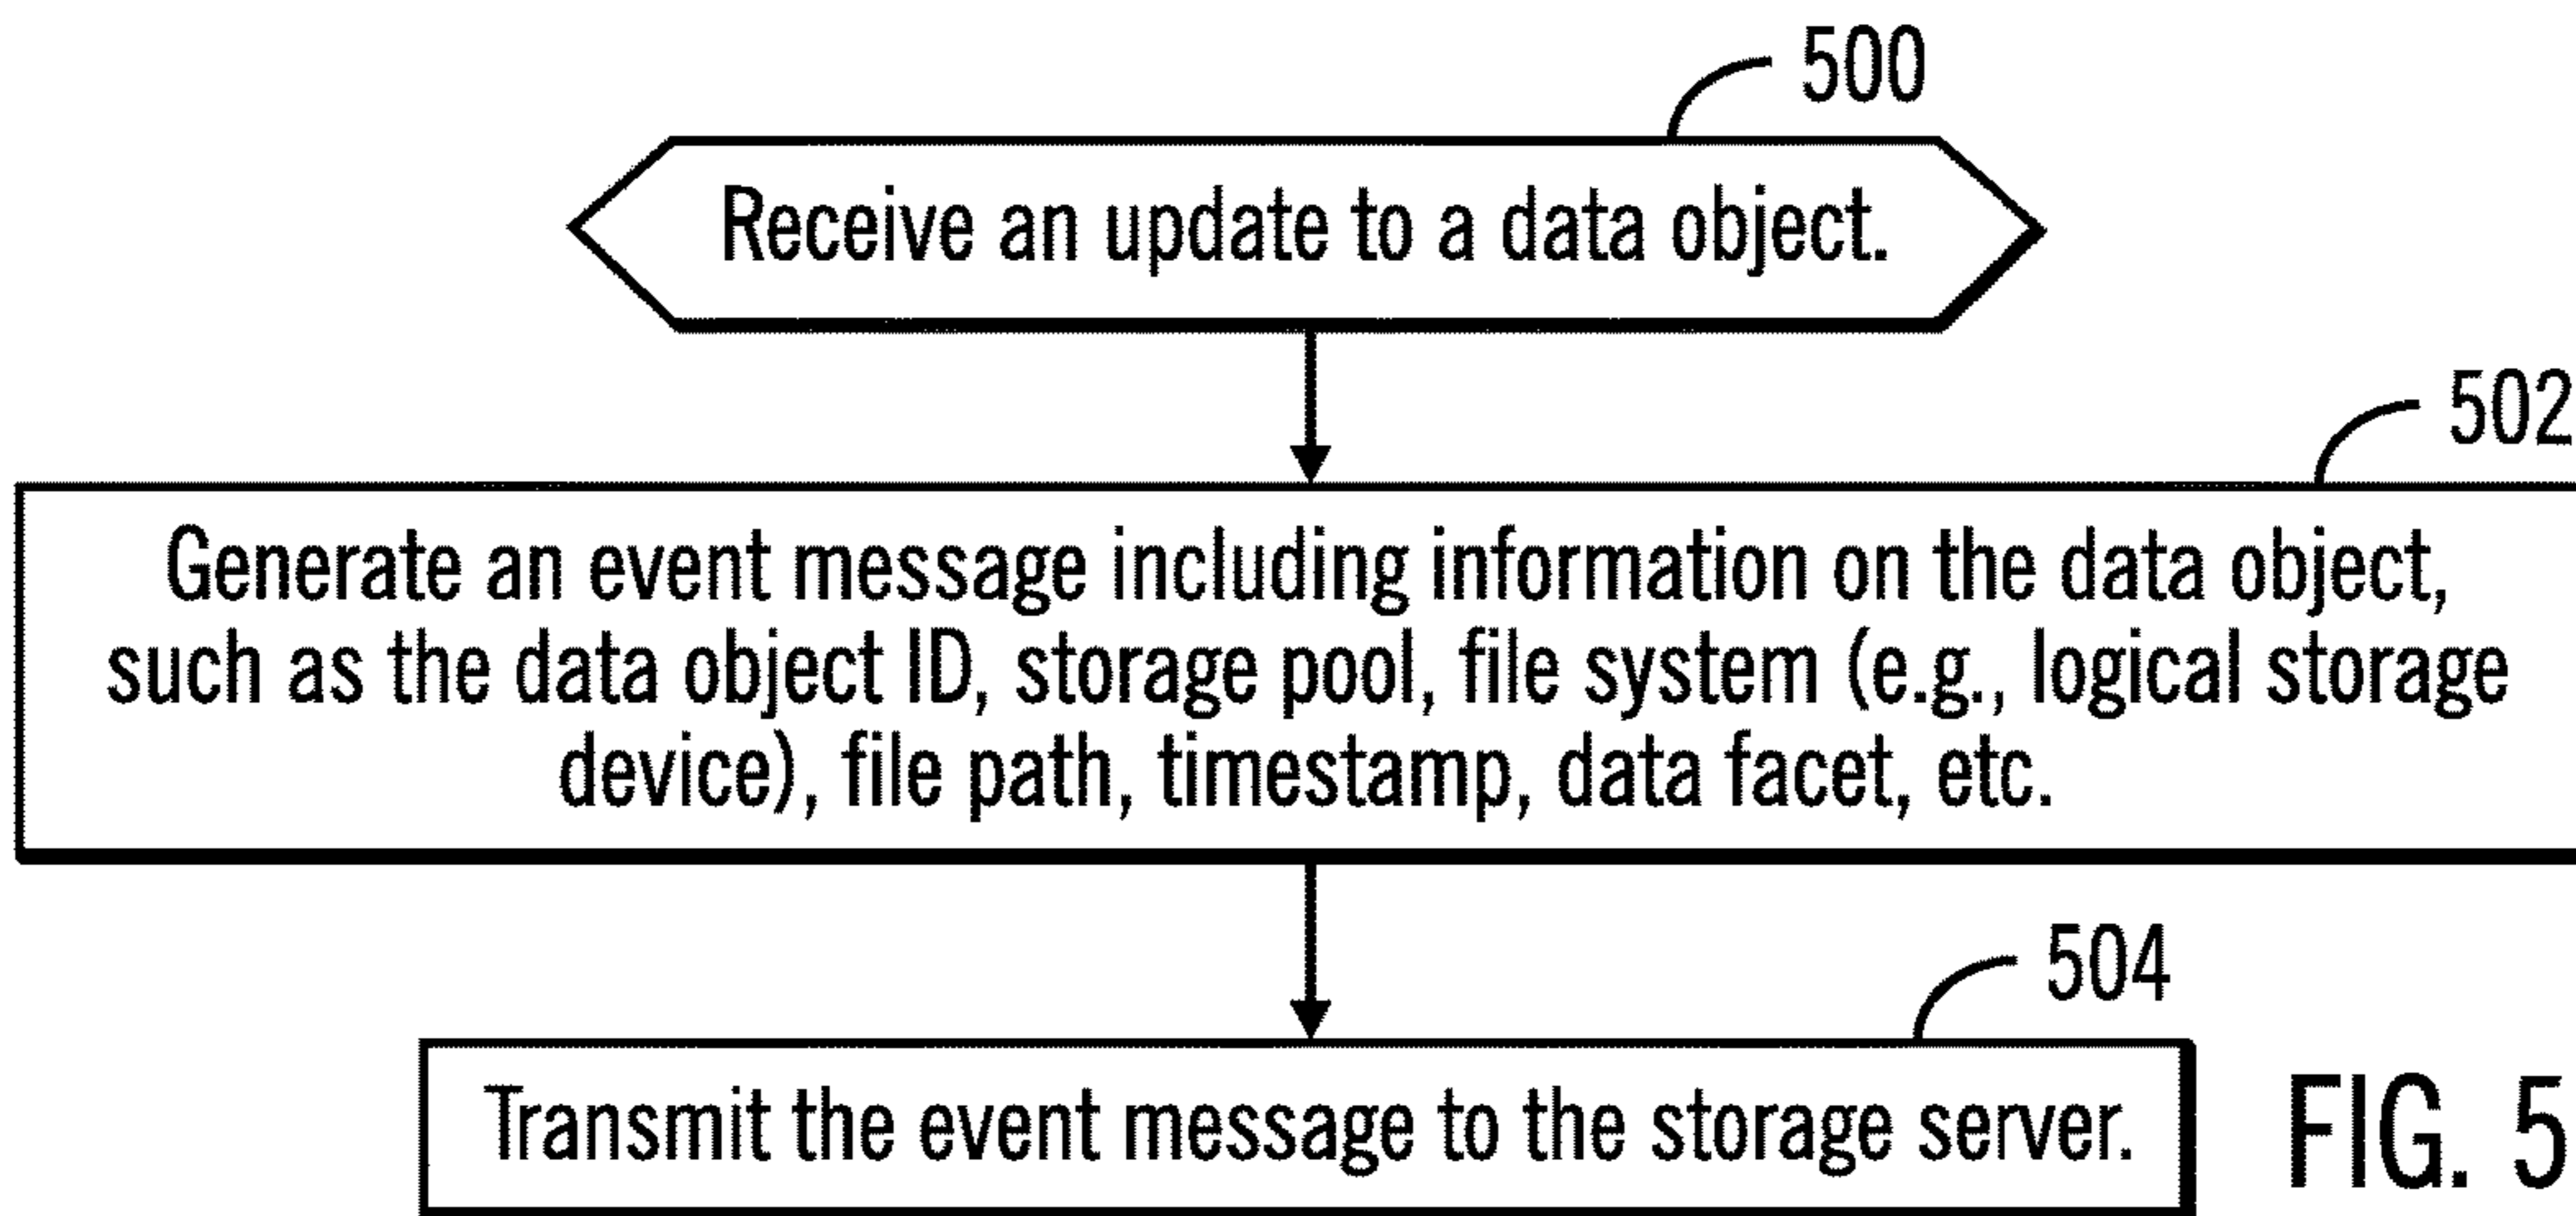 500
Receive an update to a data object.
502
Generate an event message including information on the data object,
such as the data object ID, storage pool, file system (e.g., logical storage
device), file path, timestamp, data facet, etc.
504
Transmit the event message to the storage server.
FIG. 5